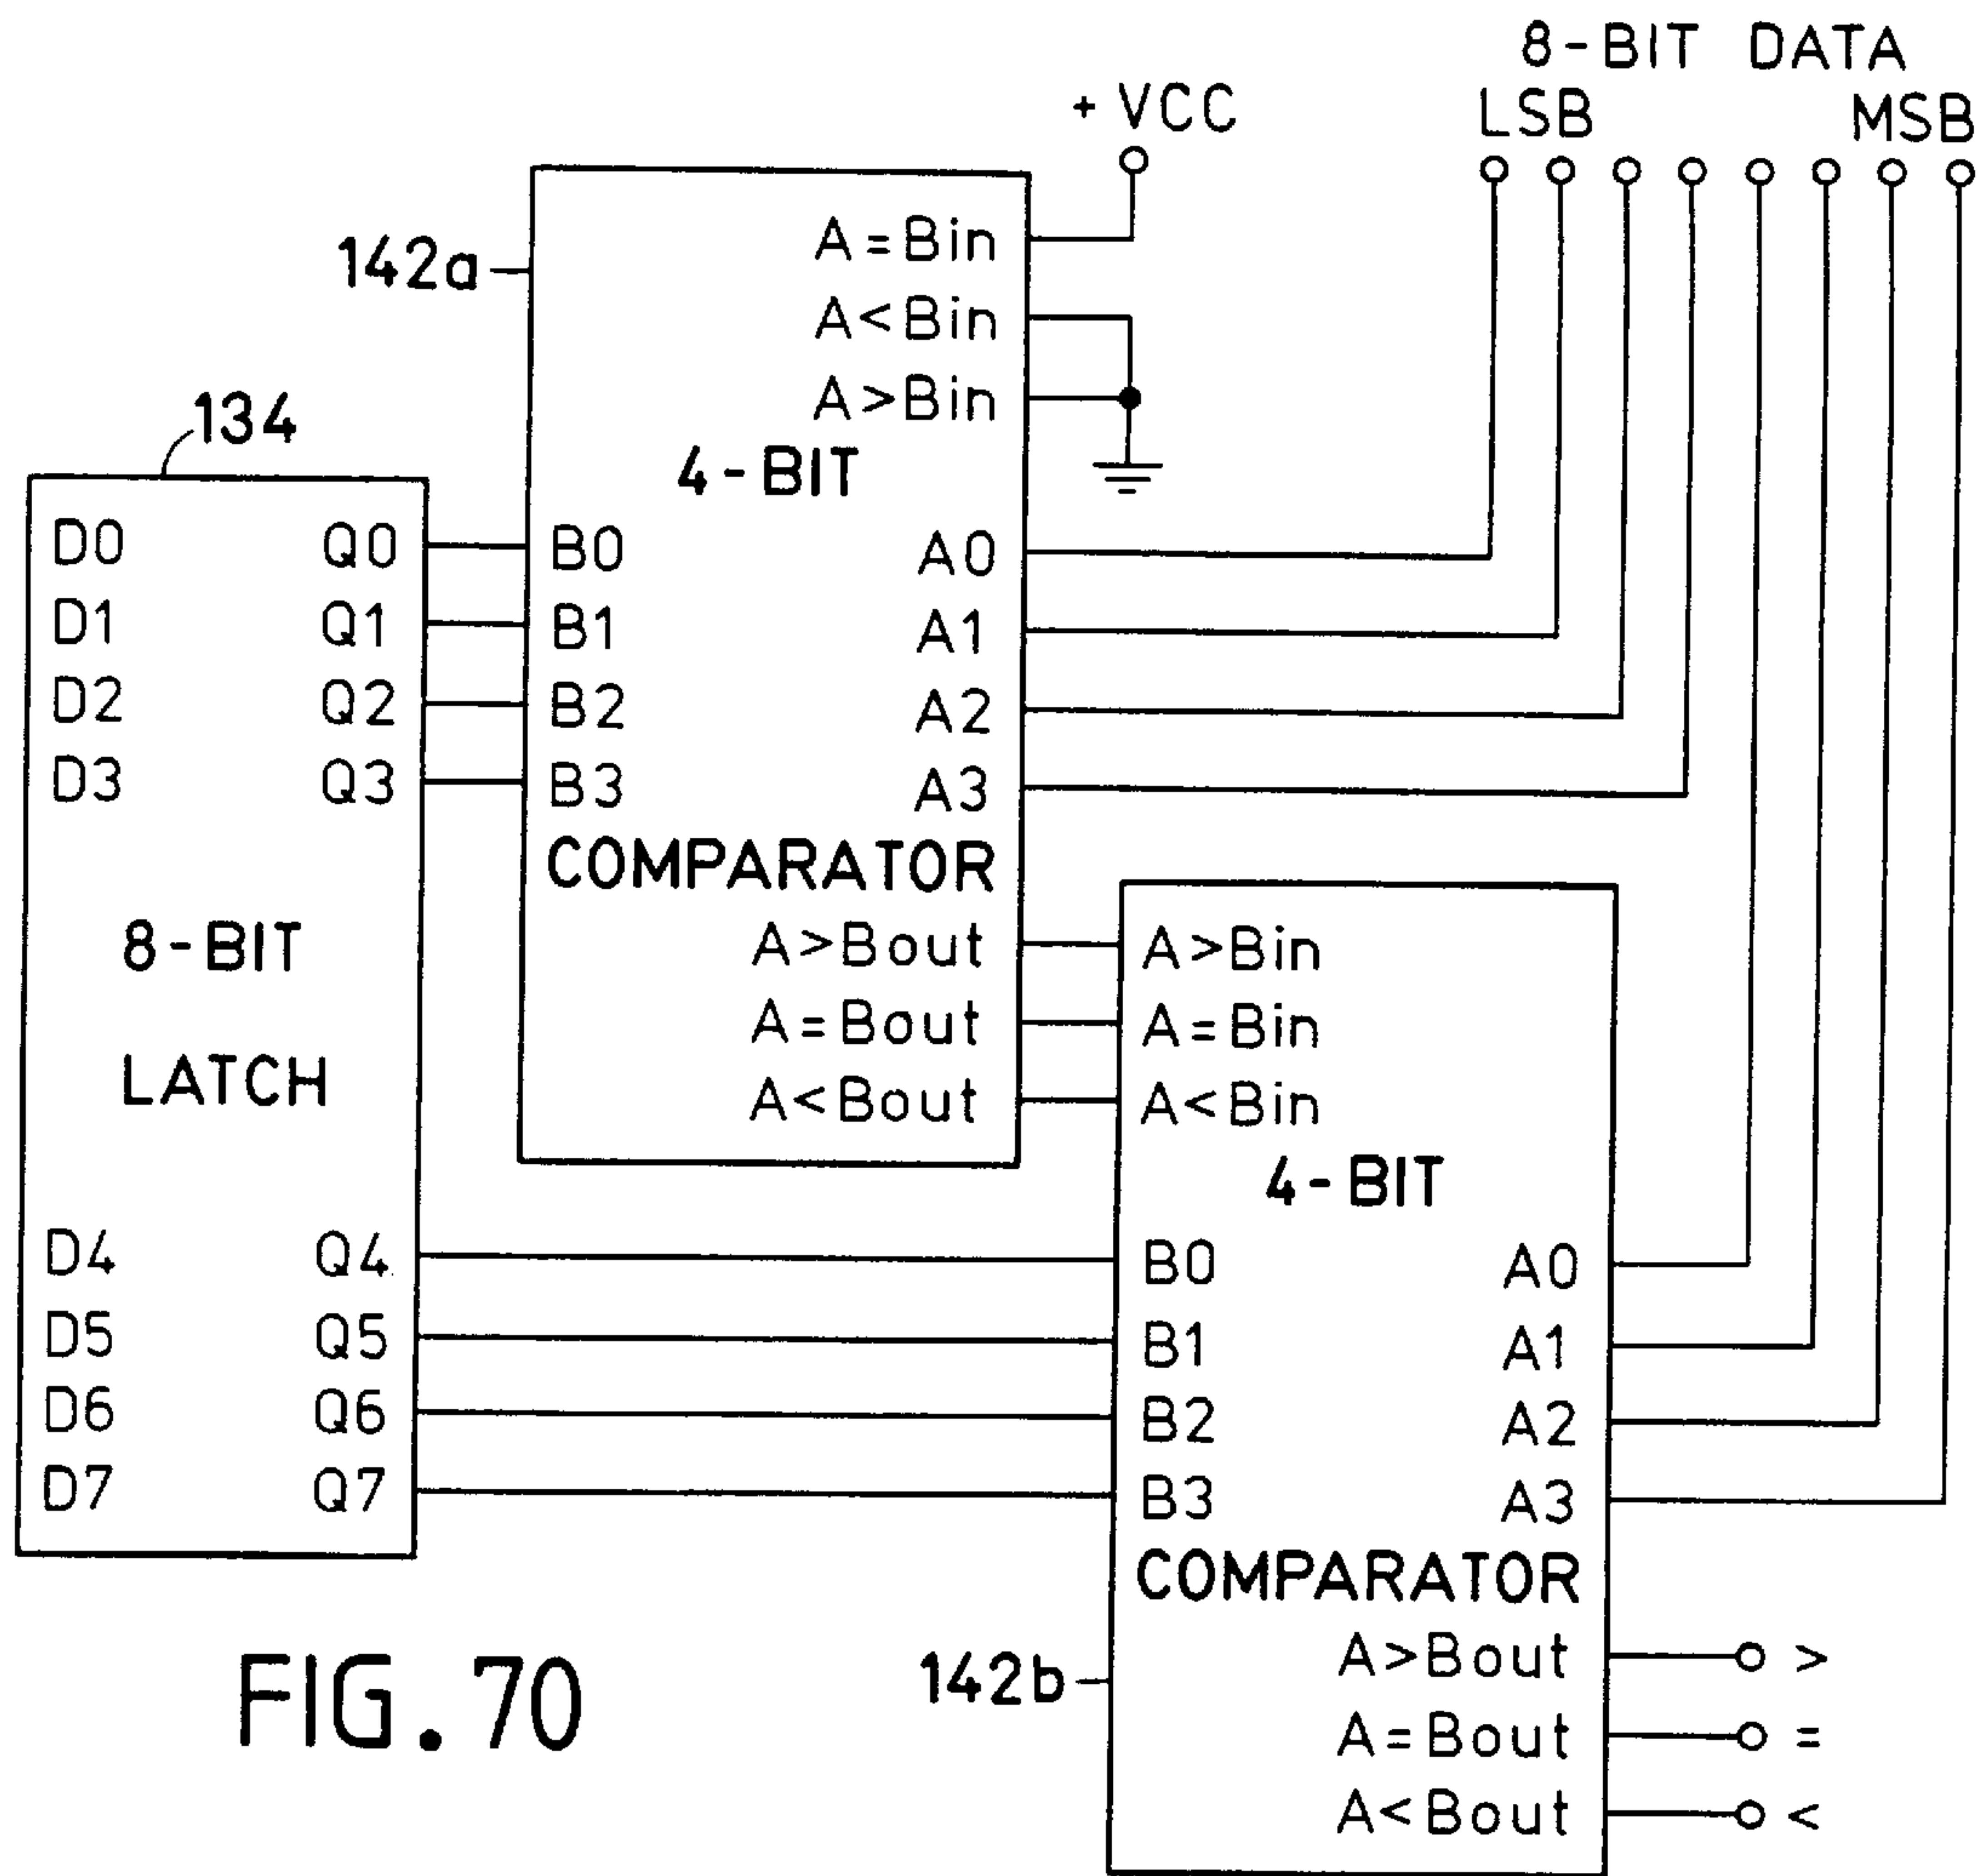 8-BIT DATA
LSB MSB
+ VCC
142a
A=Bin
A<Bin
A>Bin
4-BIT
B0 A0
B1 A1
B2 A2
B3 A3
COMPARATOR
A>Bout
A=Bout
A<Bout
134
D0 Q0
D1 Q1
D2 Q2
D3 Q3
8-BIT
LATCH
D4 Q4
D5 Q5
D6 Q6
D7 Q7
A>Bin
A=Bin
A<Bin
4-BIT
B0 A0
B1 A1
B2 A2
B3 A3
COMPARATOR
142b
A>Bout >
A=Bout =
A<Bout <
FIG. 70